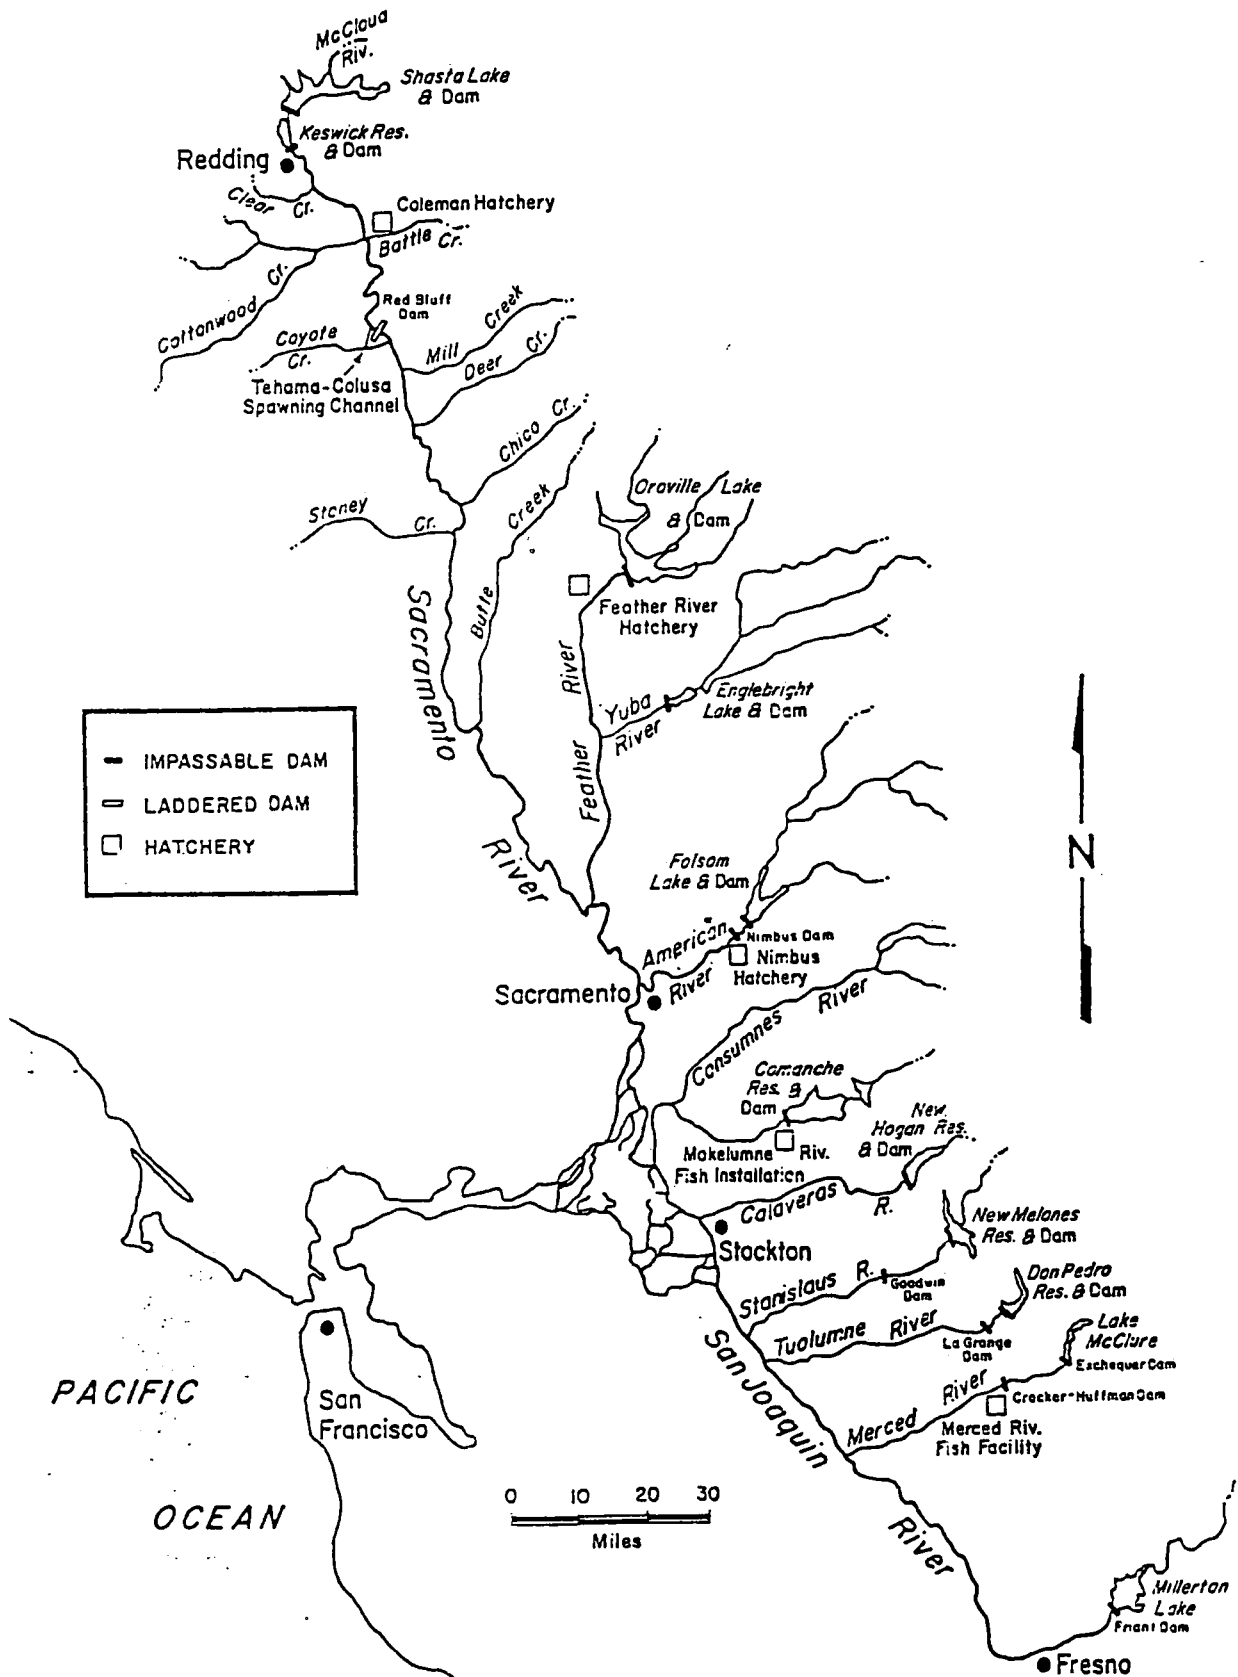 McCloud
Riv.
Shasta Lake
& Dam
Keswick Res.
& Dam
Redding
Clear Cr.
Coleman Hatchery
Battle Cr.
Cottonwood Cr.
Red Bluff
Dam
Coyote
Cr.
Mill Creek
Deer Cr.
Tehama-Colusa
Spawning Channel
Chico Cr.
Stoney Cr.
Butte Creek
Oroville Lake
& Dam
Feather River
Hatchery
Sacramento
River
Feather River
Yuba
River
Englebright
Lake & Dam
IMPASSABLE DAM
LADDERED DAM
HATCHERY
N
Folsom
Lake & Dam
American
River
Nimbus Dam
Nimbus
Hatchery
Sacramento
Consumnes River
Comanche
Res. &
Dam
New
Hogan Res.
& Dam
Mokelumne Riv.
Fish Installation
Calaveras R.
Stockton
New Melones
Res. & Dam
Stanislaus R.
Goodwin
Dam
Don Pedro
Res. & Dam
Tuolumne River
La Grange
Dam
Lake
McClure
Exchequer Dam
San Joaquin
River
Merced River
Crocker-Huffman Dam
Merced Riv.
Fish Facility
San
Francisco
PACIFIC
OCEAN
0 10 20 30
Miles
Millerton
Lake
Friant Dam
Fresno